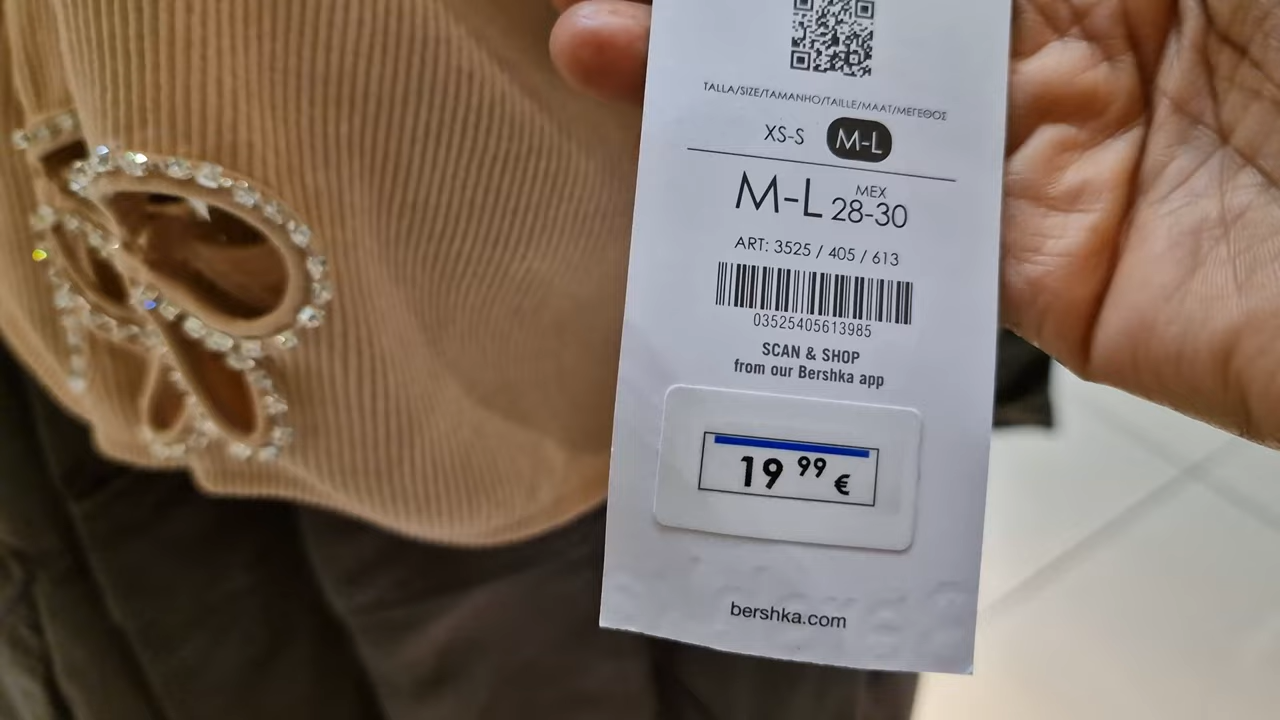 TALLA/SIZE/TAMANHO/TAILLE/MAAT/ΜΕΓΕΘΟΣ
XS-S M-L
M-L MEX 28-30
ART: 3525 / 405 / 613
03525405613985
SCAN & SHOP
from our Bershka app
19 99 €
bershka.com